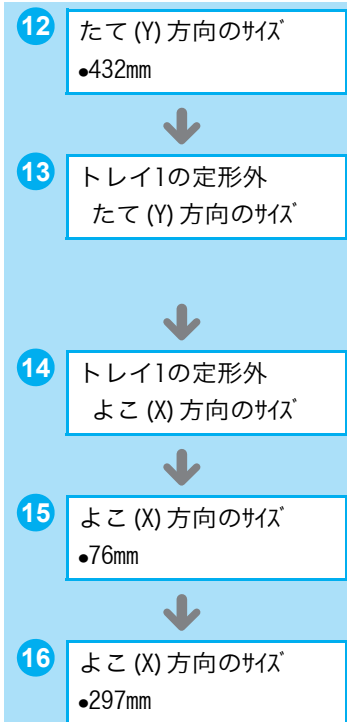 12
たて (Y) 方向のｻｲｽﾞ
●432mm
13
トレイ1の定形外
たて (Y) 方向のｻｲｽﾞ
14
トレイ1の定形外
よこ (X) 方向のｻｲｽﾞ
15
よこ (X) 方向のｻｲｽﾞ
●76mm
16
よこ (X) 方向のｻｲｽﾞ
●297mm